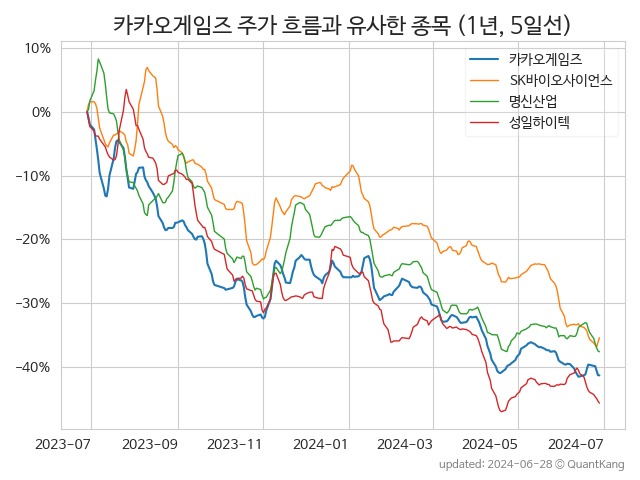 카카오게임즈 주가 흐름과 유사한 종목 (1년, 5일선)
10%
0%
−10%
−20%
−30%
−40%
카카오게임즈
SK바이오사이언스
명신산업
성일하이텍
2023-07 2023-09 2023-11 2024-01 2024-03 2024-05 2024-07
updated: 2024-06-28 © QuantKang